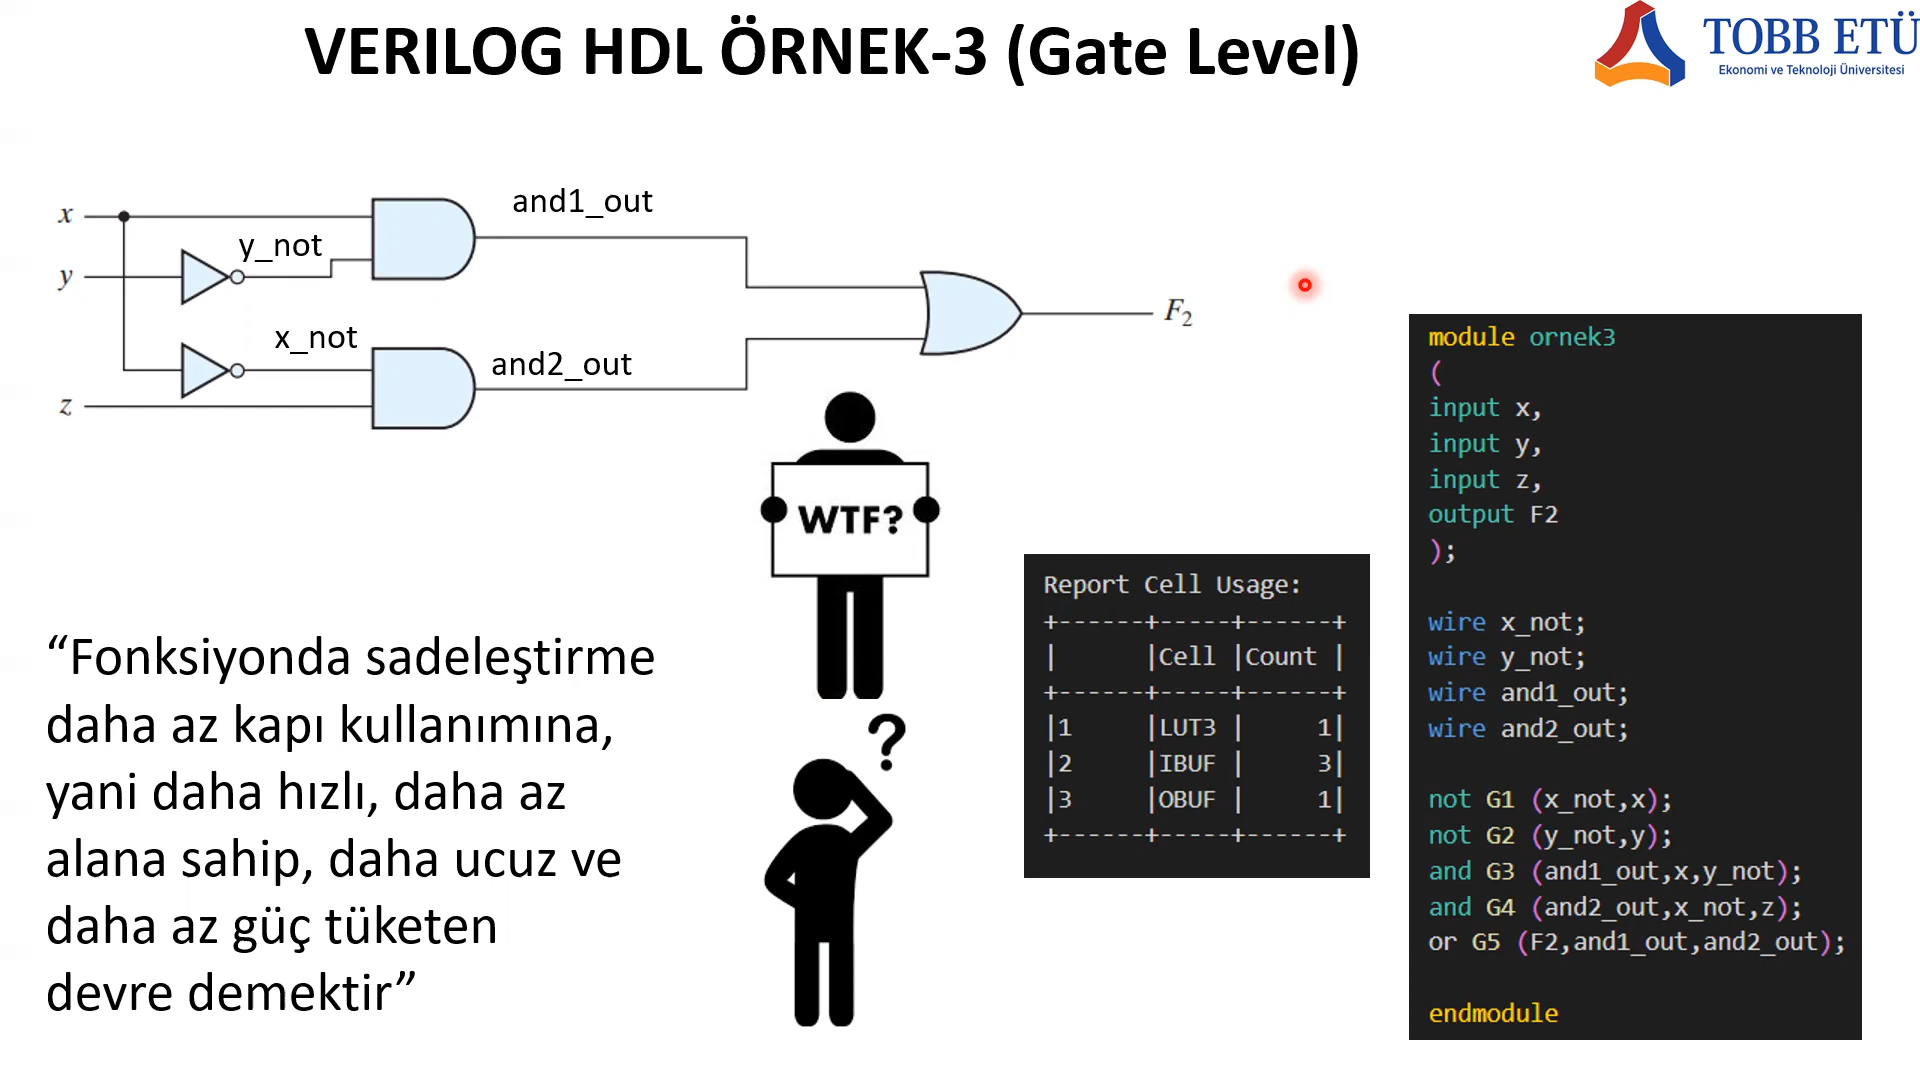 VERILOG HDL ÖRNEK-3 (Gate Level)
TOBB ETÜ
Ekonomi ve Teknoloji Üniversitesi
x
y
z
y_not
x_not
and1_out
and2_out
F2
WTF?
?
“Fonksiyonda sadeleştirme
daha az kapı kullanımına,
yani daha hızlı, daha az
alana sahip, daha ucuz ve
daha az güç tüketen
devre demektir”
Report Cell Usage:
+------+-----+------+
|      |Cell |Count |
+------+-----+------+
|1     |LUT3 |     1|
|2     |IBUF |     3|
|3     |OBUF |     1|
+------+-----+------+
module ornek3
(
input x,
input y,
input z,
output F2
);
wire x_not;
wire y_not;
wire and1_out;
wire and2_out;
not G1 (x_not,x);
not G2 (y_not,y);
and G3 (and1_out,x,y_not);
and G4 (and2_out,x_not,z);
or G5 (F2,and1_out,and2_out);
endmodule